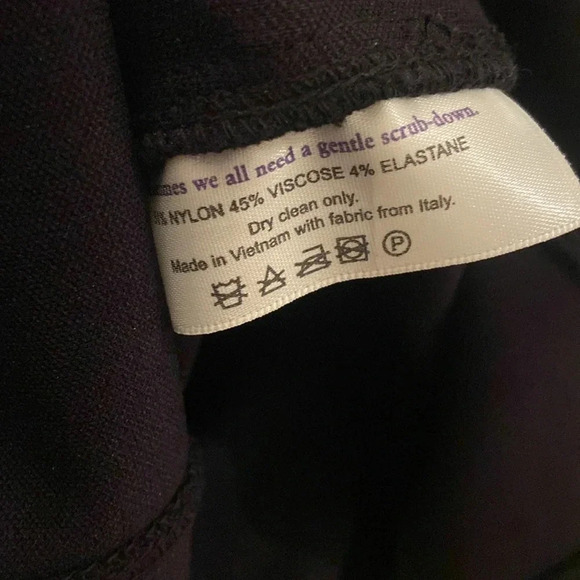 we all need a gentle scrub-down.
NYLON 45% VISCOSE 4% ELASTANE
Dry clean only.
Made in Vietnam with fabric from Italy.
P